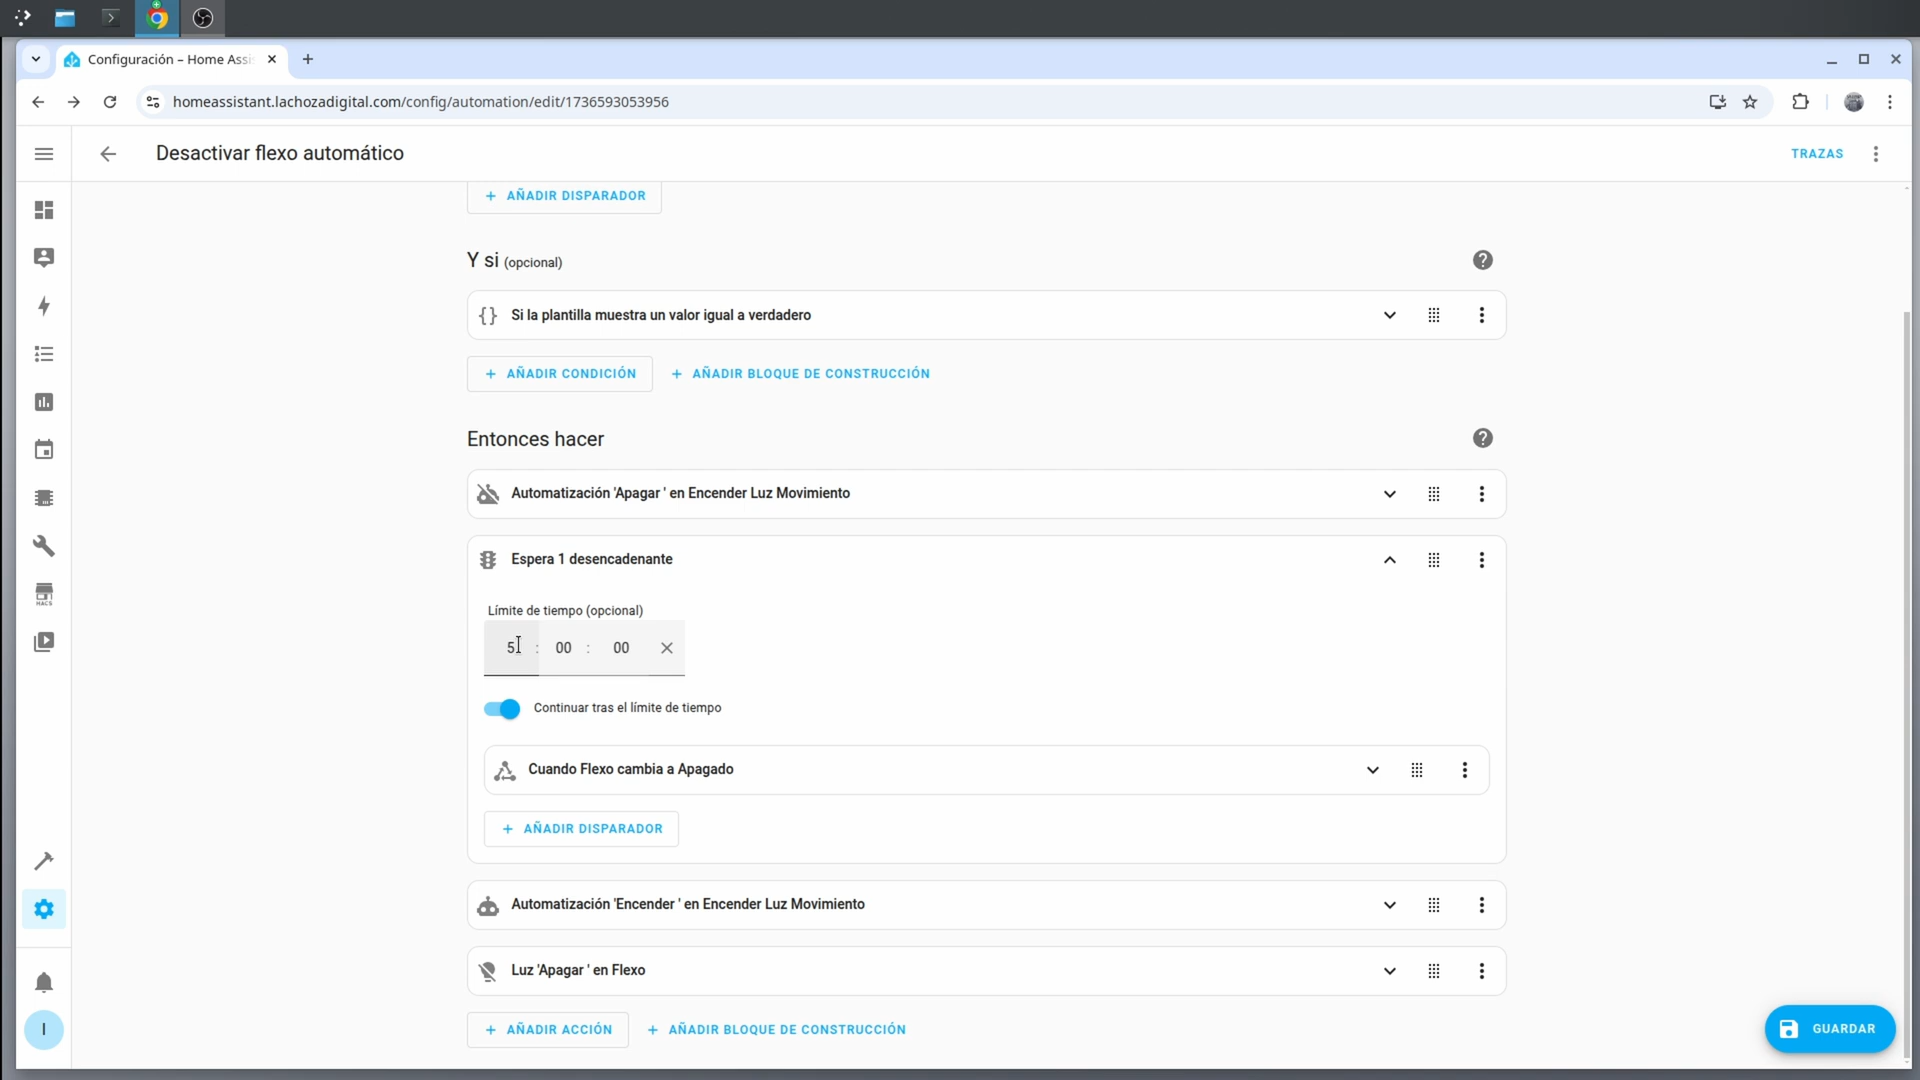 Configuración – Home Assi
homeassistant.lachozadigital.com/config/automation/edit/1736593053956
Desactivar flexo automático
TRAZAS
+ AÑADIR DISPARADOR
Y si (opcional)
{} Si la plantilla muestra un valor igual a verdadero
+ AÑADIR CONDICIÓN + AÑADIR BLOQUE DE CONSTRUCCIÓN
Entonces hacer
Automatización 'Apagar ' en Encender Luz Movimiento
Espera 1 desencadenante
Límite de tiempo (opcional)
5 : 00 : 00
Continuar tras el límite de tiempo
Cuando Flexo cambia a Apagado
+ AÑADIR DISPARADOR
Automatización 'Encender ' en Encender Luz Movimiento
Luz 'Apagar ' en Flexo
+ AÑADIR ACCIÓN + AÑADIR BLOQUE DE CONSTRUCCIÓN
HACS
I
GUARDAR